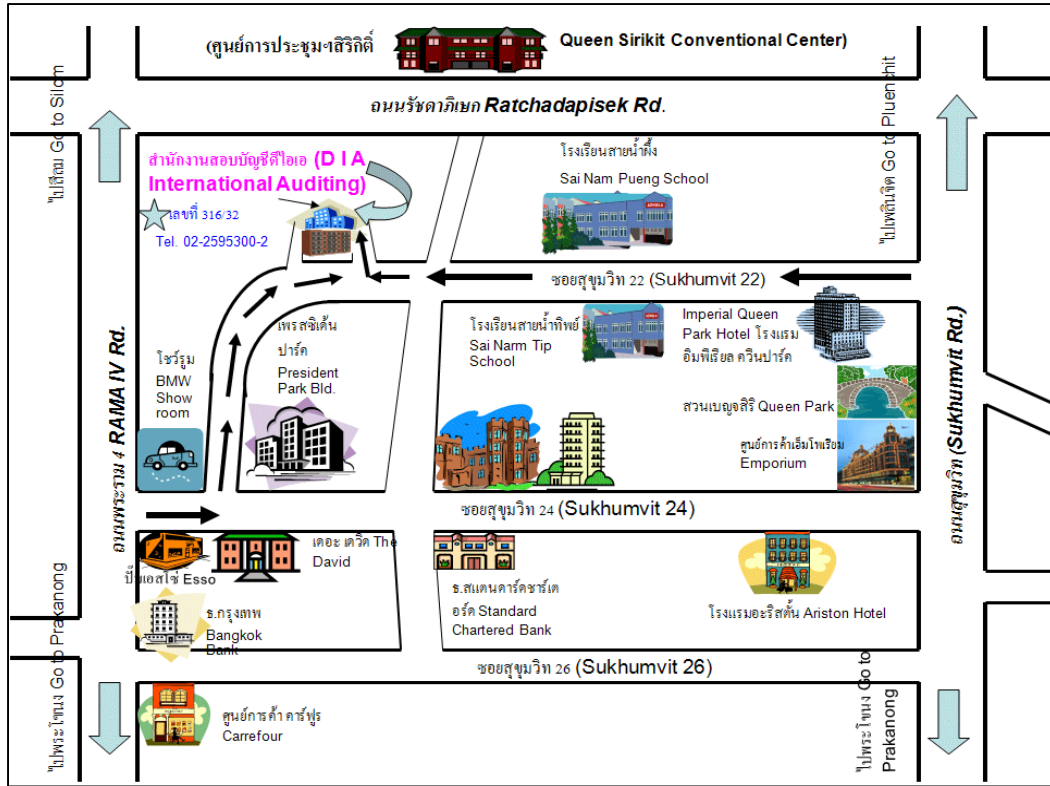 (ศูนย์การประชุมฯสิริกิติ์
Queen Sirikit Conventional Center)
ถนนรัชดาภิเษก Ratchadapisek Rd.
ไปสีลม Go to Silom
ไปเพลินจิต Go to Pluenchit
สำนักงานสอบบัญชีดีไอเอ (D I A
International Auditing)
เลขที่ 316/32
Tel. 02-2595300-2
โรงเรียนสายน้ำผึ้ง
Sai Nam Pueng School
ซอยสุขุมวิท 22 (Sukhumvit 22)
ถนนพระราม 4 RAMA IV Rd.
โชว์รูม
BMW
Show
room
เพรสซิเด้น
ปาร์ค
President
Park Bld.
โรงเรียนสายน้ำทิพย์
Sai Narm Tip
School
Imperial Queen
Park Hotel โรงแรม
อิมพีเรียล ควีนปาร์ค
สวนเบญจสิริ Queen Park
ศูนย์การค้าเอ็มโพเรียม
Emporium
ถนนสุขุมวิท (Sukhumvit Rd.)
ซอยสุขุมวิท 24 (Sukhumvit 24)
ปั๊มเอสโซ่ Esso
เดอะ เดวิด The
David
ธ.กรุงเทพ
Bangkok
Bank
ธ.สแตนดาร์ดชาร์เต
อร์ด Standard
Chartered Bank
โรงแรมอะริสตั้น Ariston Hotel
ซอยสุขุมวิท 26 (Sukhumvit 26)
ไปพระโขนง Go to Prakanong
ศูนย์การค้า คาร์ฟูร
Carrefour
ไปพระโขนง Go to
Prakanong